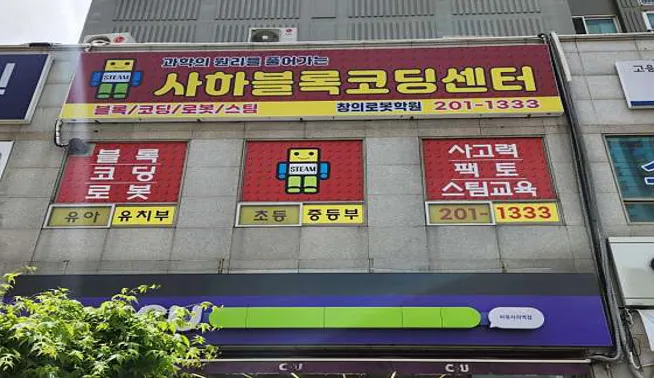 과학의 원리를 풀어가는
STEAM
사하블록코딩센터
블록/코딩/로봇/스팀
창의로봇학원 201-1333
블록
코딩
로봇
유아 유치부
STEAM
초등 중등부
사고력
팩토
스팀교육
201-1333
CU
CU